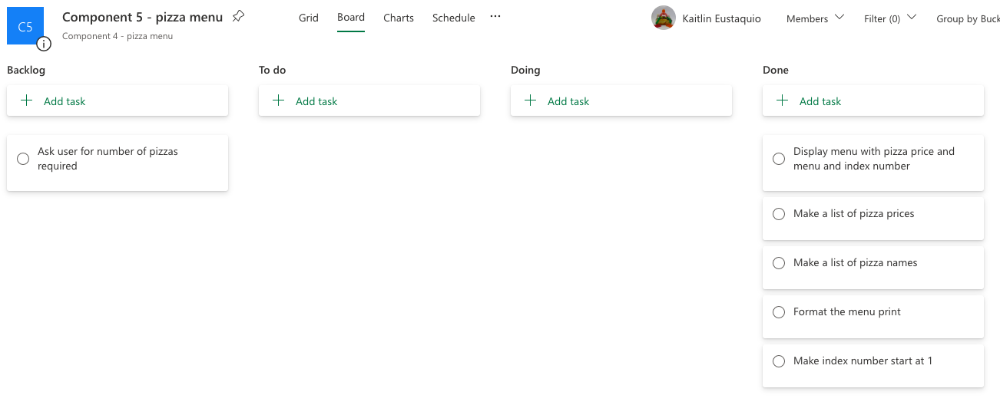 C5
Component 5 - pizza menu
Component 4 - pizza menu
Grid
Board
Charts
Schedule
...
Kaitlin Eustaquio
Members
Filter (0)
Group by Buck
Backlog
Add task
Ask user for number of pizzas
required
To do
Add task
Doing
Add task
Done
Add task
Display menu with pizza price and
menu and index number
Make a list of pizza prices
Make a list of pizza names
Format the menu print
Make index number start at 1